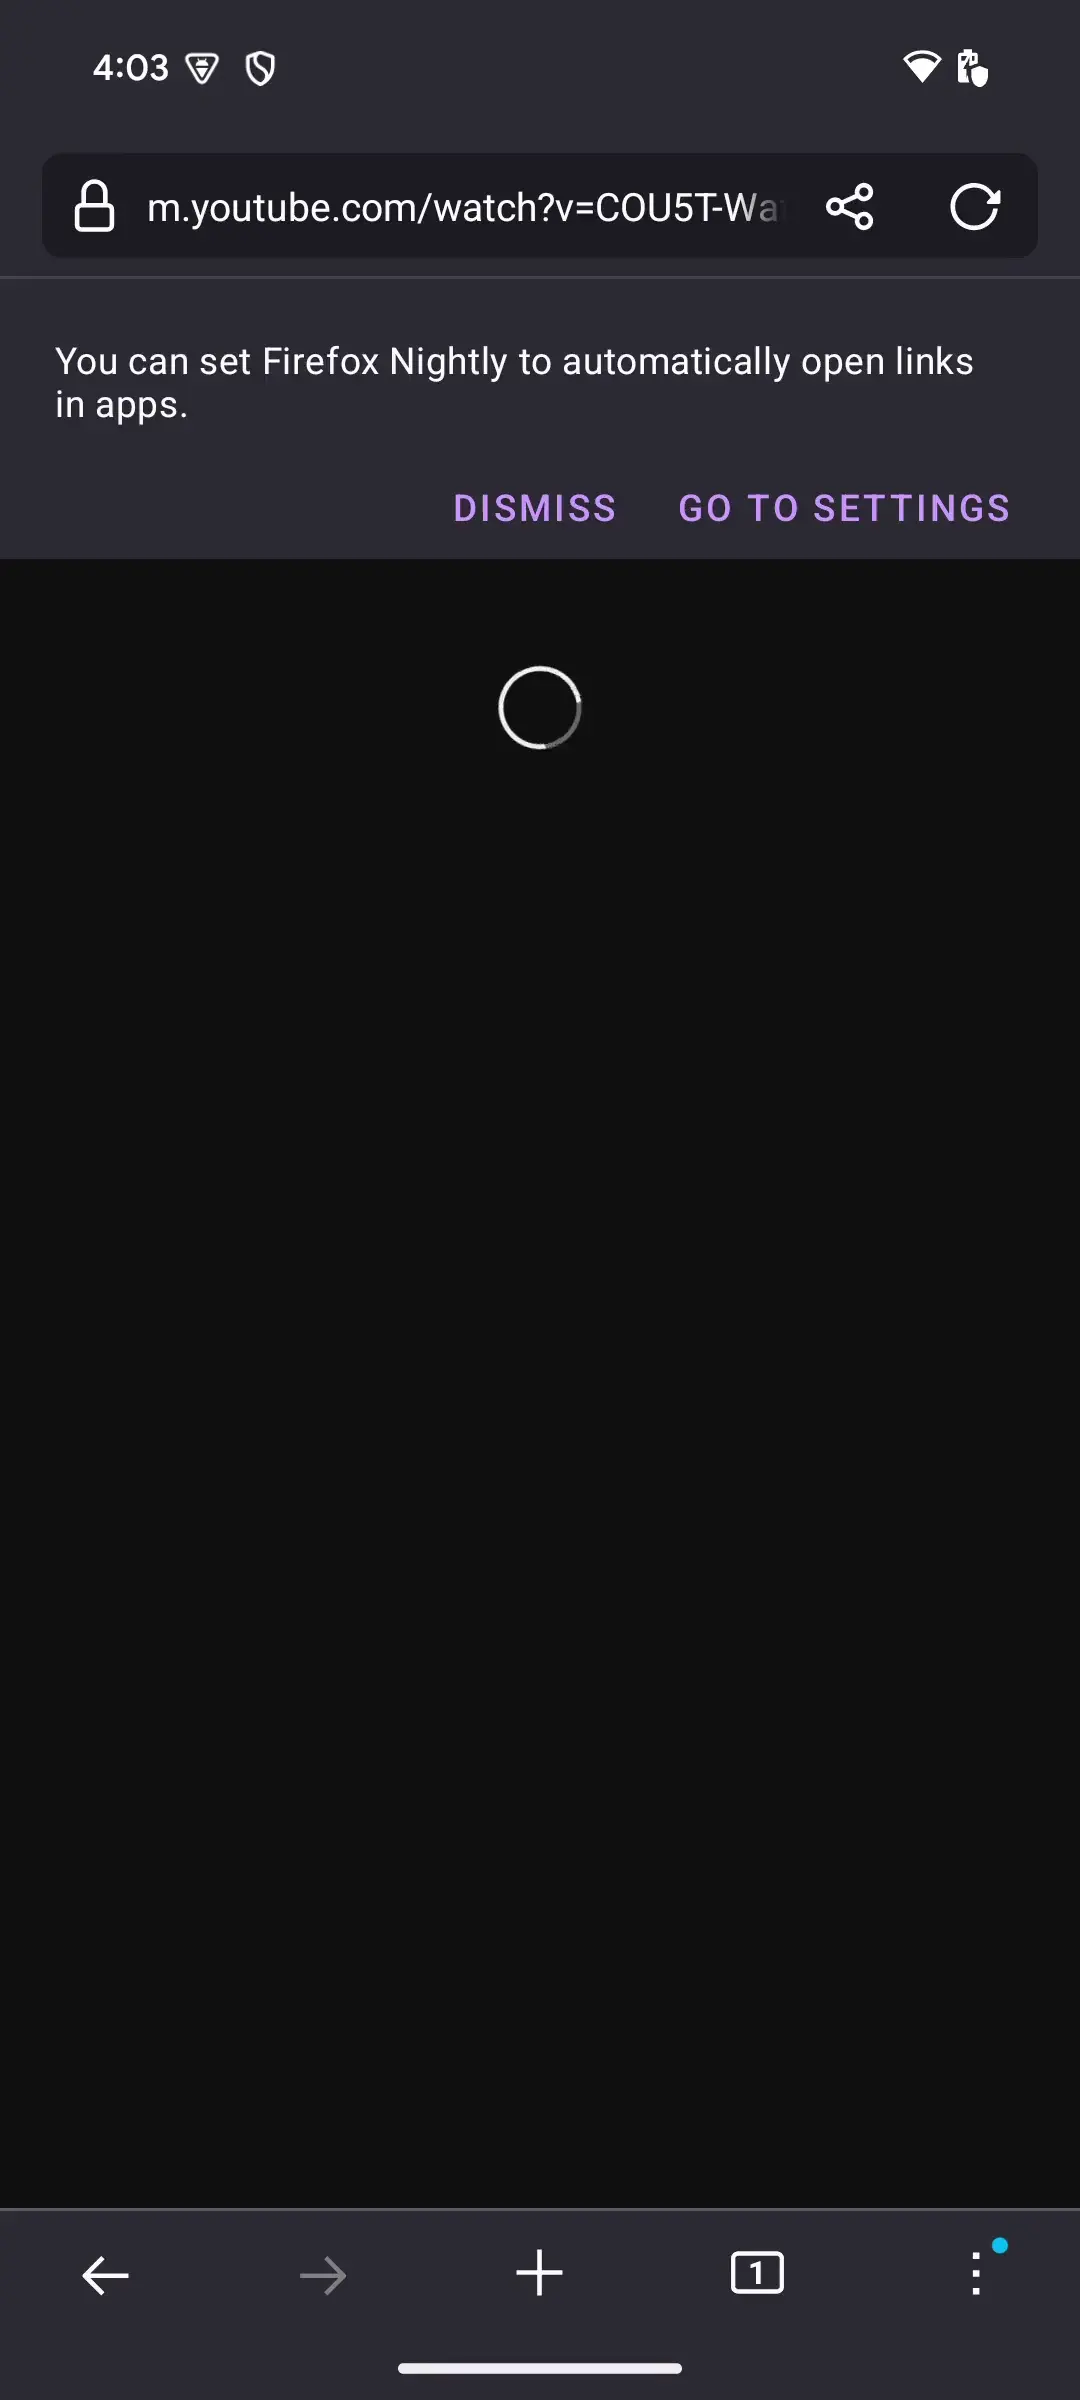 4:03
m.youtube.com/watch?v=COU5T-Wa
You can set Firefox Nightly to automatically open links
in apps.
DISMISS GO TO SETTINGS
1